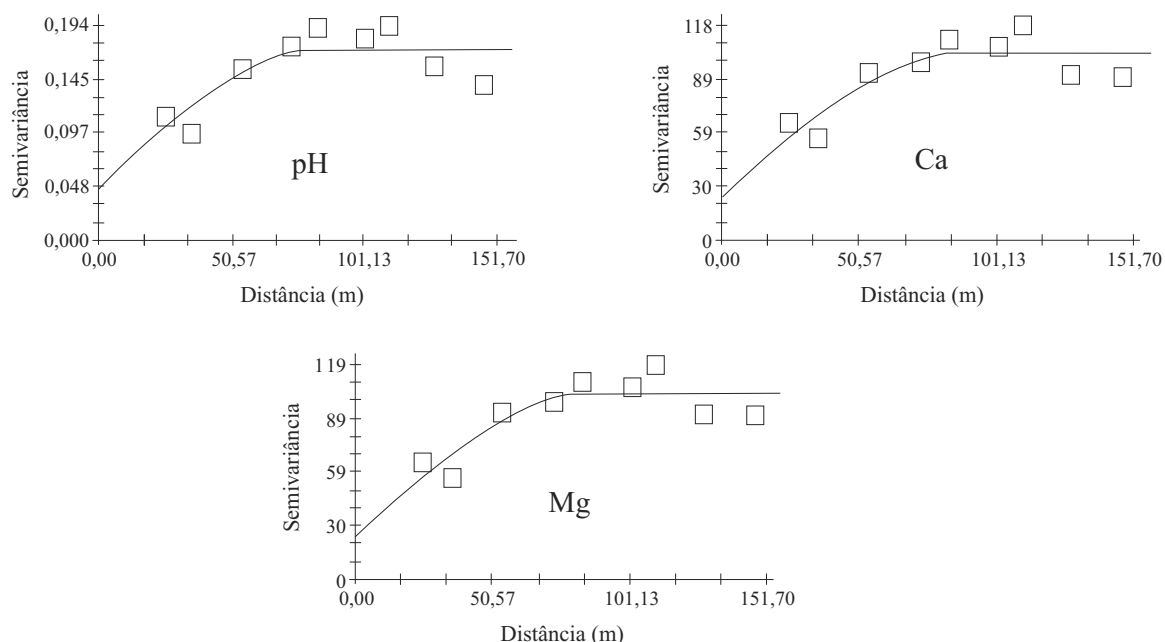 Semivariância
0,194
0,145
0,097
0,048
0,000
pH
0,00 50,57 101,13 151,70
Distância (m)
Semivariância
118
89
59
30
0
Ca
0,00 50,57 101,13 151,70
Distância (m)
Semivariância
119
89
59
30
0
Mg
0,00 50,57 101,13 151,70
Distância (m)